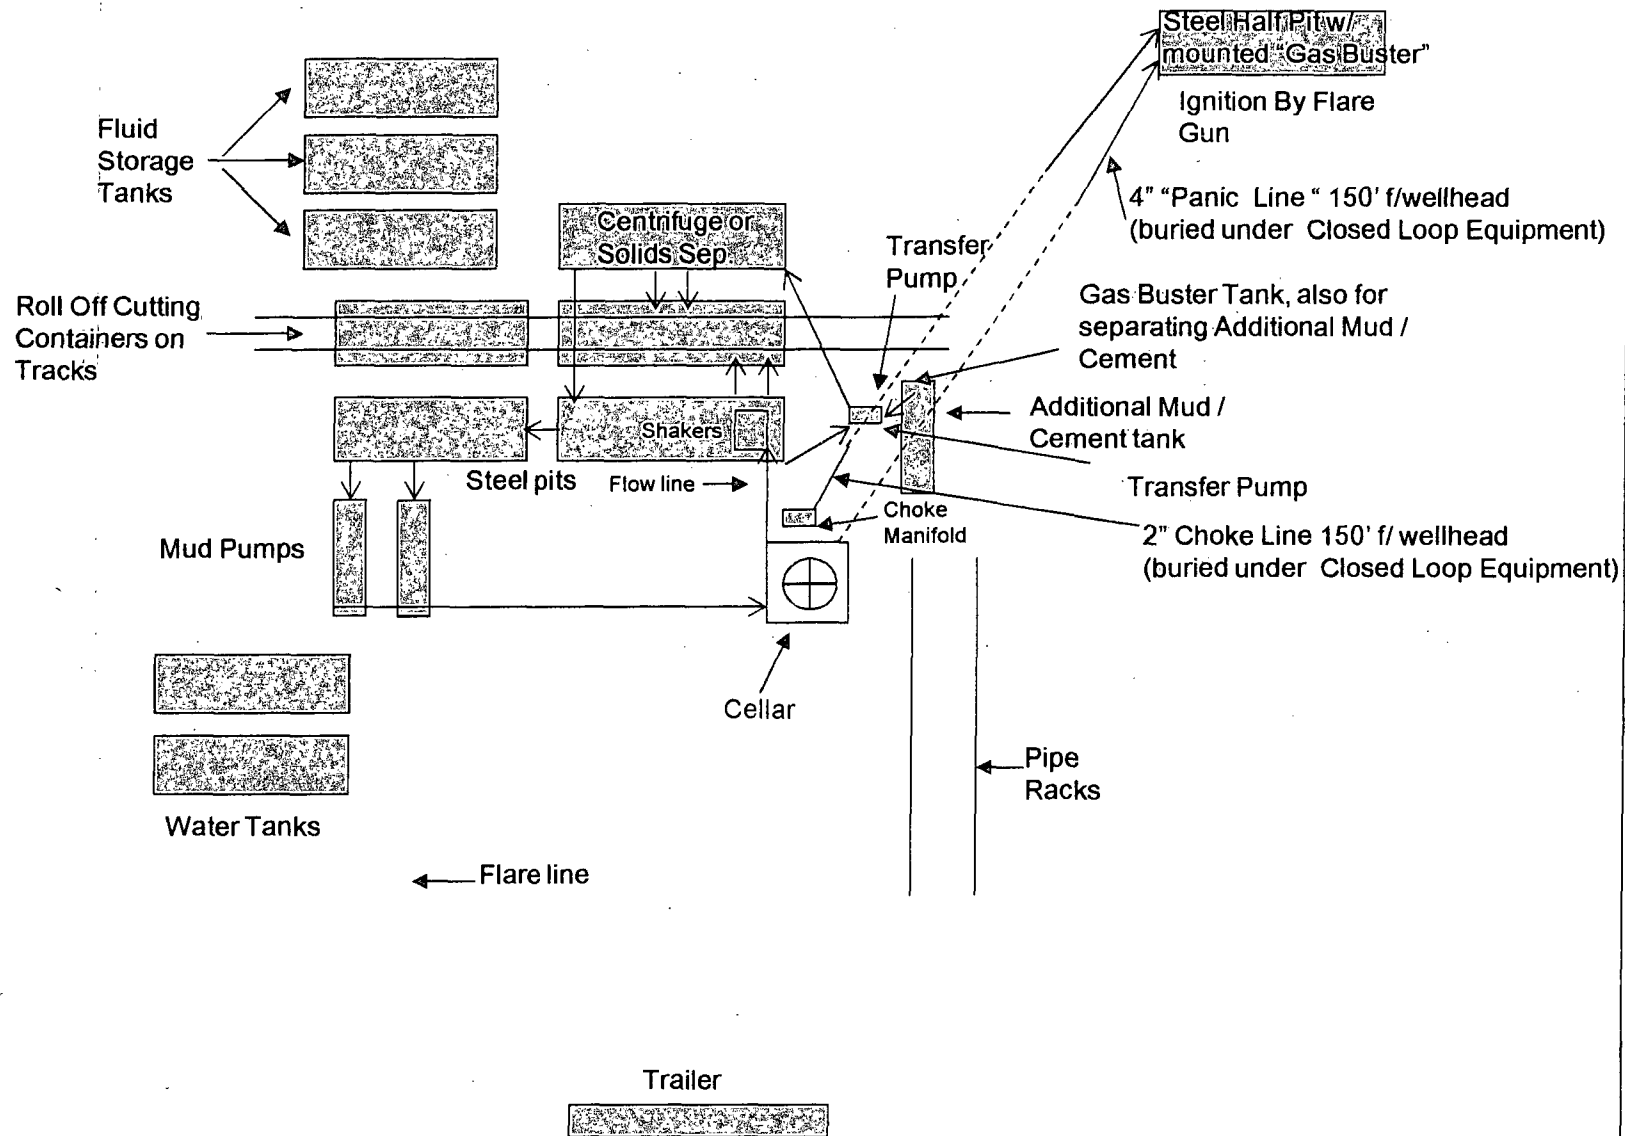 Steel Half Pit w/
mounted “Gas Buster”
Ignition By Flare
Gun
Fluid
Storage
Tanks
4” “Panic Line “ 150’ f/wellhead
(buried under Closed Loop Equipment)
Centrifuge or
Solids Sep.
Transfer
Pump
Gas Buster Tank, also for
separating Additional Mud /
Cement
Roll Off Cutting
Containers on
Tracks
Additional Mud /
Cement tank
Shakers
Steel pits
Flow line
Transfer Pump
Choke
Manifold
2” Choke Line 150’ f/ wellhead
(buried under Closed Loop Equipment)
Mud Pumps
Cellar
Pipe
Racks
Water Tanks
Flare line
Trailer